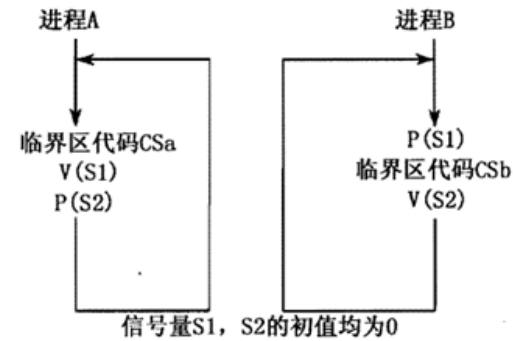 进程A
临界区代码CSa
V(S1)
P(S2)
进程B
P(S1)
临界区代码CSb
V(S2)
信号量S1, S2的初值均为0